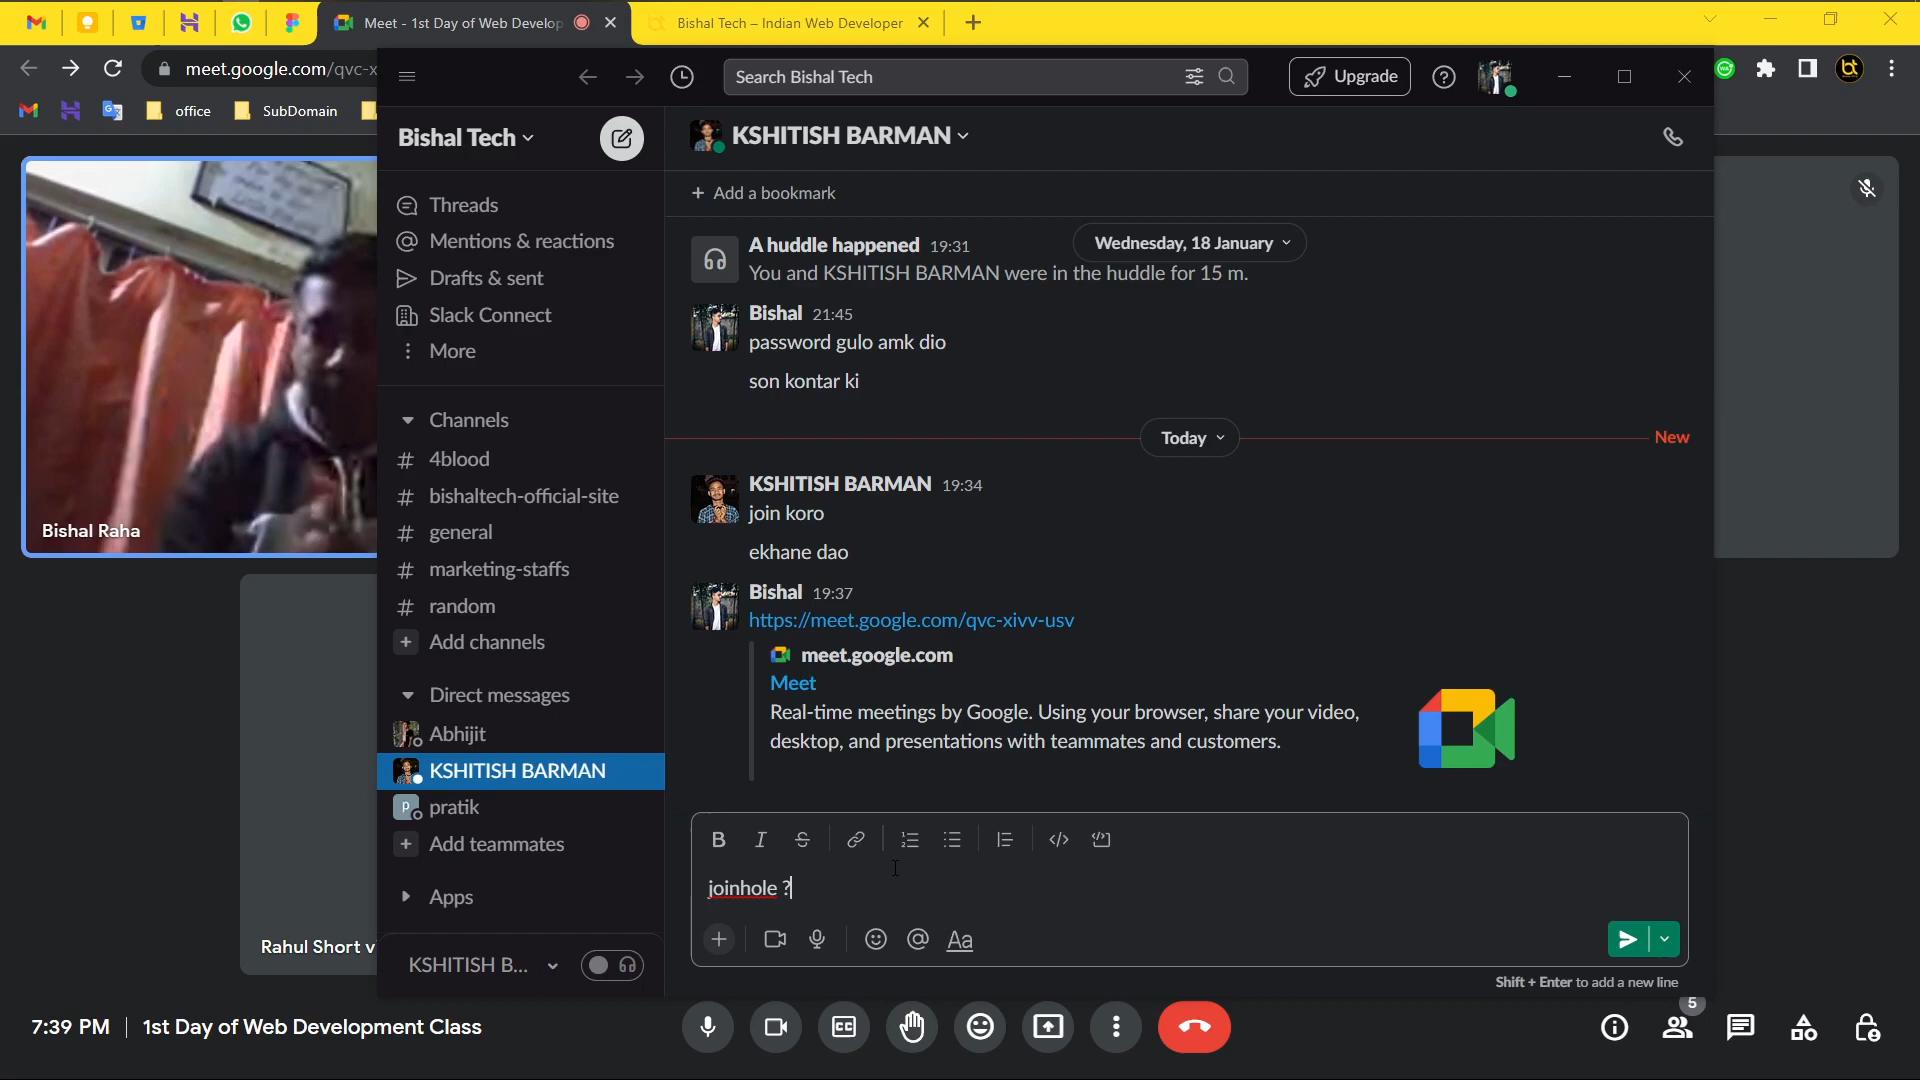 Meet - 1st Day of Web Develop
Bishal Tech – Indian Web Developer
meet.google.com/qvc-x
office
SubDomain
Search Bishal Tech
Upgrade
Bishal Tech
KSHITISH BARMAN
Add a bookmark
Threads
Mentions & reactions
Drafts & sent
Slack Connect
More
Channels
# 4blood
# bishaltech-official-site
# general
# marketing-staffs
# random
+ Add channels
Direct messages
Abhijit
KSHITISH BARMAN
P pratik
+ Add teammates
Apps
KSHITISH B...
A huddle happened 19:31
Wednesday, 18 January
You and KSHITISH BARMAN were in the huddle for 15 m.
Bishal 21:45
password gulo amk dio
son kontar ki
Today
New
KSHITISH BARMAN 19:34
join koro
ekhane dao
Bishal 19:37
https://meet.google.com/qvc-xivv-usv
meet.google.com
Meet
Real-time meetings by Google. Using your browser, share your video,
desktop, and presentations with teammates and customers.
B I S
joinhole ?
+ @ Aa
Shift + Enter to add a new line
Bishal Raha
Rahul Short v
7:39 PM | 1st Day of Web Development Class
CC
5